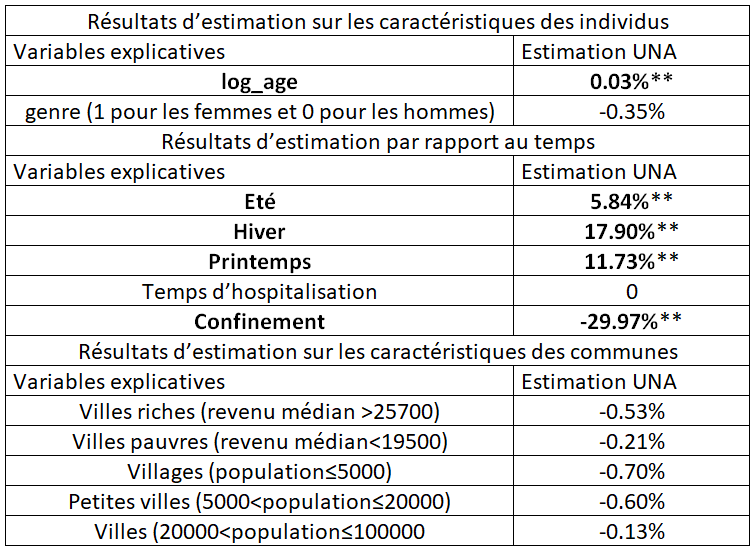 Résultats d’estimation sur les caractéristiques des individus
Variables explicatives Estimation UNA
log_age 0.03%**
genre (1 pour les femmes et 0 pour les hommes) -0.35%
Résultats d’estimation par rapport au temps
Variables explicatives Estimation UNA
Eté 5.84%**
Hiver 17.90%**
Printemps 11.73%**
Temps d’hospitalisation 0
Confinement -29.97%**
Résultats d’estimation sur les caractéristiques des communes
Variables explicatives Estimation UNA
Villes riches (revenu médian >25700) -0.53%
Villes pauvres (revenu médian<19500) -0.21%
Villages (population≤5000) -0.70%
Petites villes (5000<population≤20000) -0.60%
Villes (20000<population≤100000 -0.13%